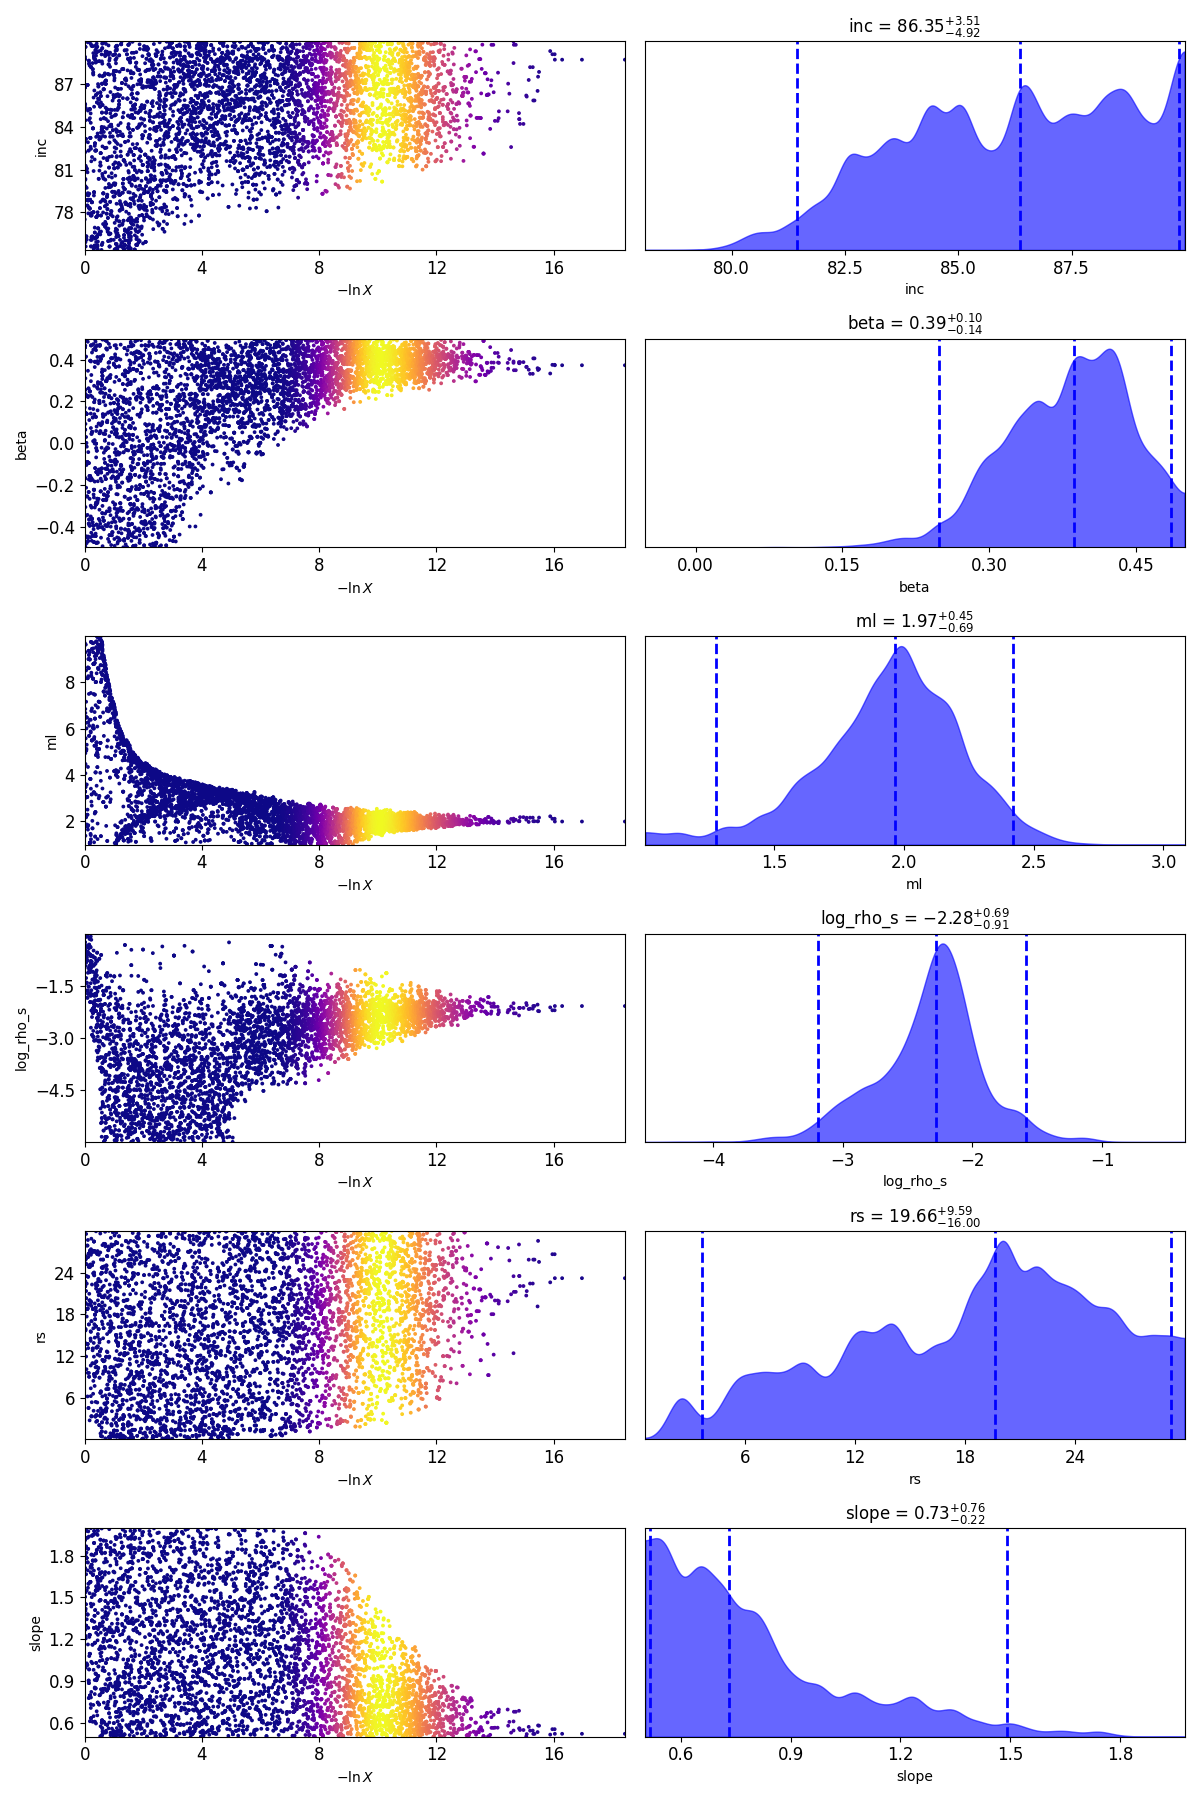 inc = 86.35+3.51 −4.92
87
84
81
78
inc
0 4 8 12 16
−ln X
80.0 82.5 85.0 87.5
inc
beta = 0.39+0.10 −0.14
0.4
0.2
0.0
−0.2
−0.4
beta
0 4 8 12 16
−ln X
0.00 0.15 0.30 0.45
beta
ml = 1.97+0.45 −0.69
8
6
4
2
ml
0 4 8 12 16
−ln X
1.5 2.0 2.5 3.0
ml
log_rho_s = −2.28+0.69 −0.91
−1.5
−3.0
−4.5
log_rho_s
0 4 8 12 16
−ln X
−4 −3 −2 −1
log_rho_s
rs = 19.66+9.59 −16.00
24
18
12
6
rs
0 4 8 12 16
−ln X
6 12 18 24
rs
slope = 0.73+0.76 −0.22
1.8
1.5
1.2
0.9
0.6
slope
0 4 8 12 16
−ln X
0.6 0.9 1.2 1.5 1.8
slope